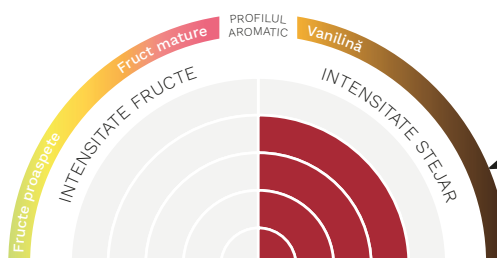 PROFILUL
AROMATIC
Fruct mature
Vanilină
INTENSITATE FRUCTE
INTENSITATE STEJAR
Fructe proaspete